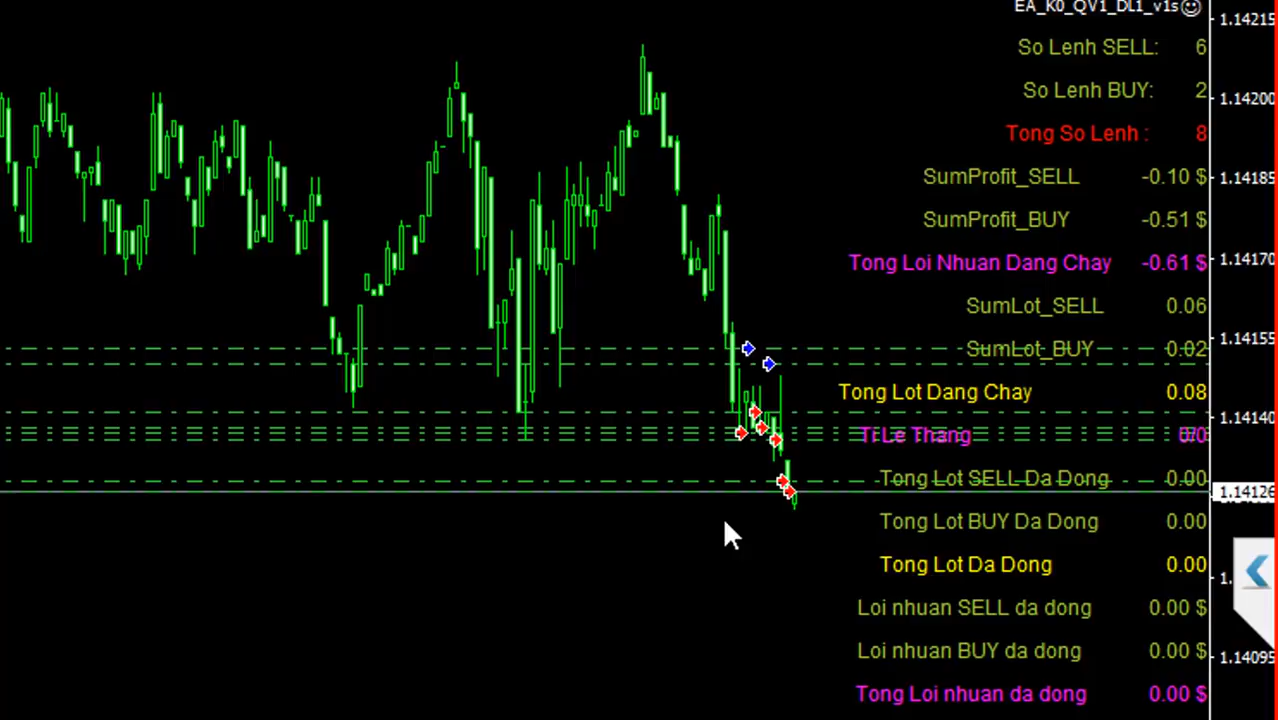 EA_K0_QV1_DL1_v1s
1.14215
So Lenh SELL: 6
So Lenh BUY: 2
1.14200
Tong So Lenh : 8
SumProfit_SELL -0.10 $
1.14185
SumProfit_BUY -0.51 $
Tong Loi Nhuan Dang Chay -0.61 $
1.14170
SumLot_SELL 0.06
SumLot_BUY 0.02
1.14155
Tong Lot Dang Chay 0.08
1.14140
Ti Le Thang
Tong Lot SELL Da Dong 0.00
1.14126
Tong Lot BUY Da Dong 0.00
Tong Lot Da Dong 0.00
Loi nhuan SELL da dong 0.00 $
Loi nhuan BUY da dong 0.00 $
1.14095
Tong Loi nhuan da dong 0.00 $